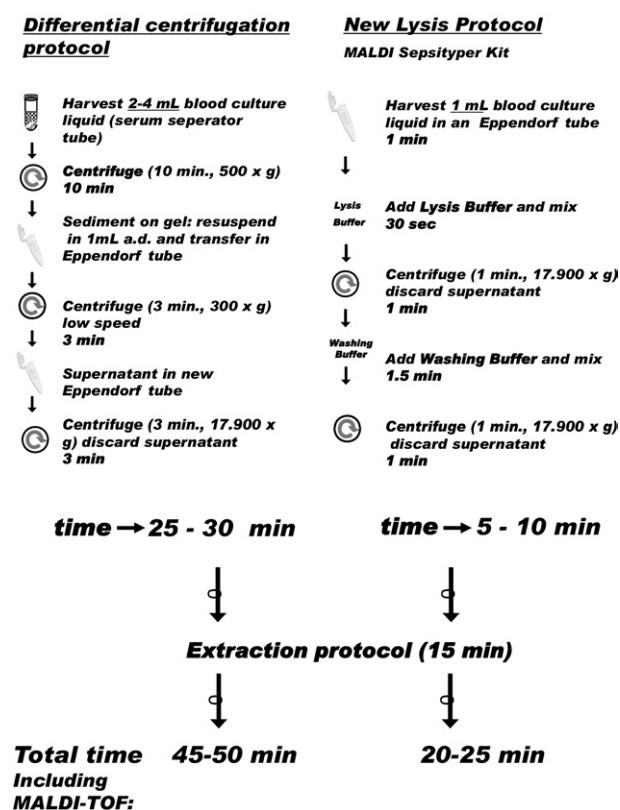 Differential centrifugation
protocol
Harvest 2-4 mL blood culture
liquid (serum seperator
tube)
Centrifuge (10 min., 500 x g)
10 min
Sediment on gel: resuspend
in 1mL a.d. and transfer in
Eppendorf tube
Centrifuge (3 min., 300 x g)
low speed
3 min
Supernatant in new
Eppendorf tube
Centrifuge (3 min., 17.900 x
g) discard supernatant
3 min
time → 25 - 30 min
New Lysis Protocol
MALDI Sepsityper Kit
Harvest 1 mL blood culture
liquid in an Eppendorf tube
1 min
Lysis
Buffer
Add Lysis Buffer and mix
30 sec
Centrifuge (1 min., 17.900 x g)
discard supernatant
1 min
Washing
Buffer
Add Washing Buffer and mix
1.5 min
Centrifuge (1 min., 17.900 x g)
discard supernatant
1 min
time → 5 - 10 min
Extraction protocol (15 min)
Total time 45-50 min 20-25 min
Including
MALDI-TOF: